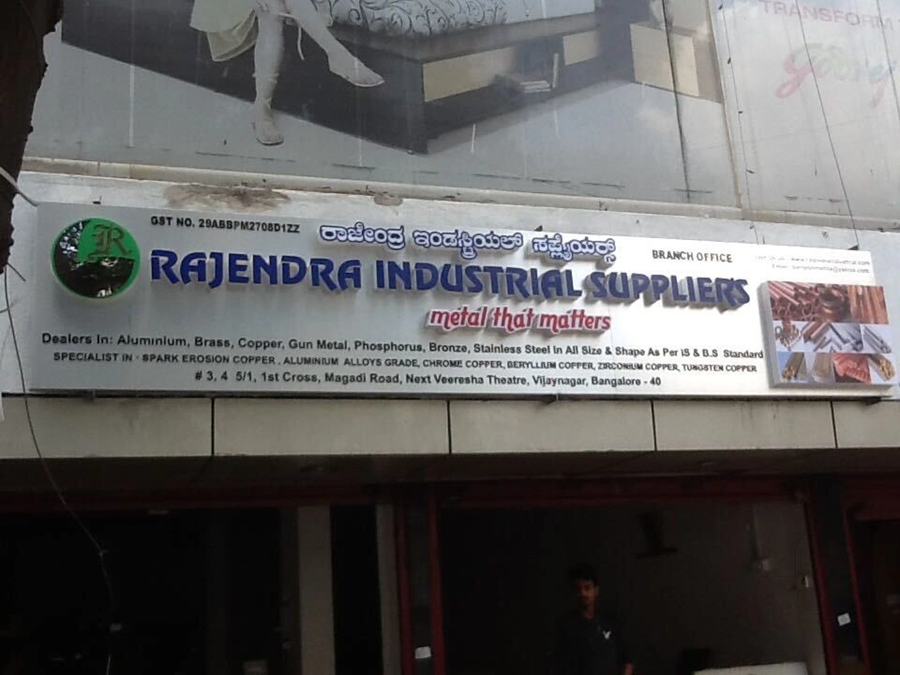 TRANSFORM
Godrej
GST NO. 29ABBPM2708D1ZZ
ರಾಜೇಂದ್ರ ಇಂಡಸ್ಟ್ರಿಯಲ್ ಸಪ್ಲೈಯರ್ಸ್
BRANCH OFFICE
R
RAJENDRA INDUSTRIAL SUPPLIERS
metal that matters
Dealers In: Aluminium, Brass, Copper, Gun Metal, Phosphorus, Bronze, Stainless Steel In All Size & Shape As Per IS & B.S Standard
SPECIALIST IN - SPARK EROSION COPPER, ALUMINIUM ALLOYS GRADE, CHROME COPPER, BERYLLIUM COPPER, ZIRCONIUM COPPER, TUNGSTEN COPPER
# 3, 4 5/1, 1st Cross, Magadi Road, Next Veeresha Theatre, Vijaynagar, Bangalore - 40